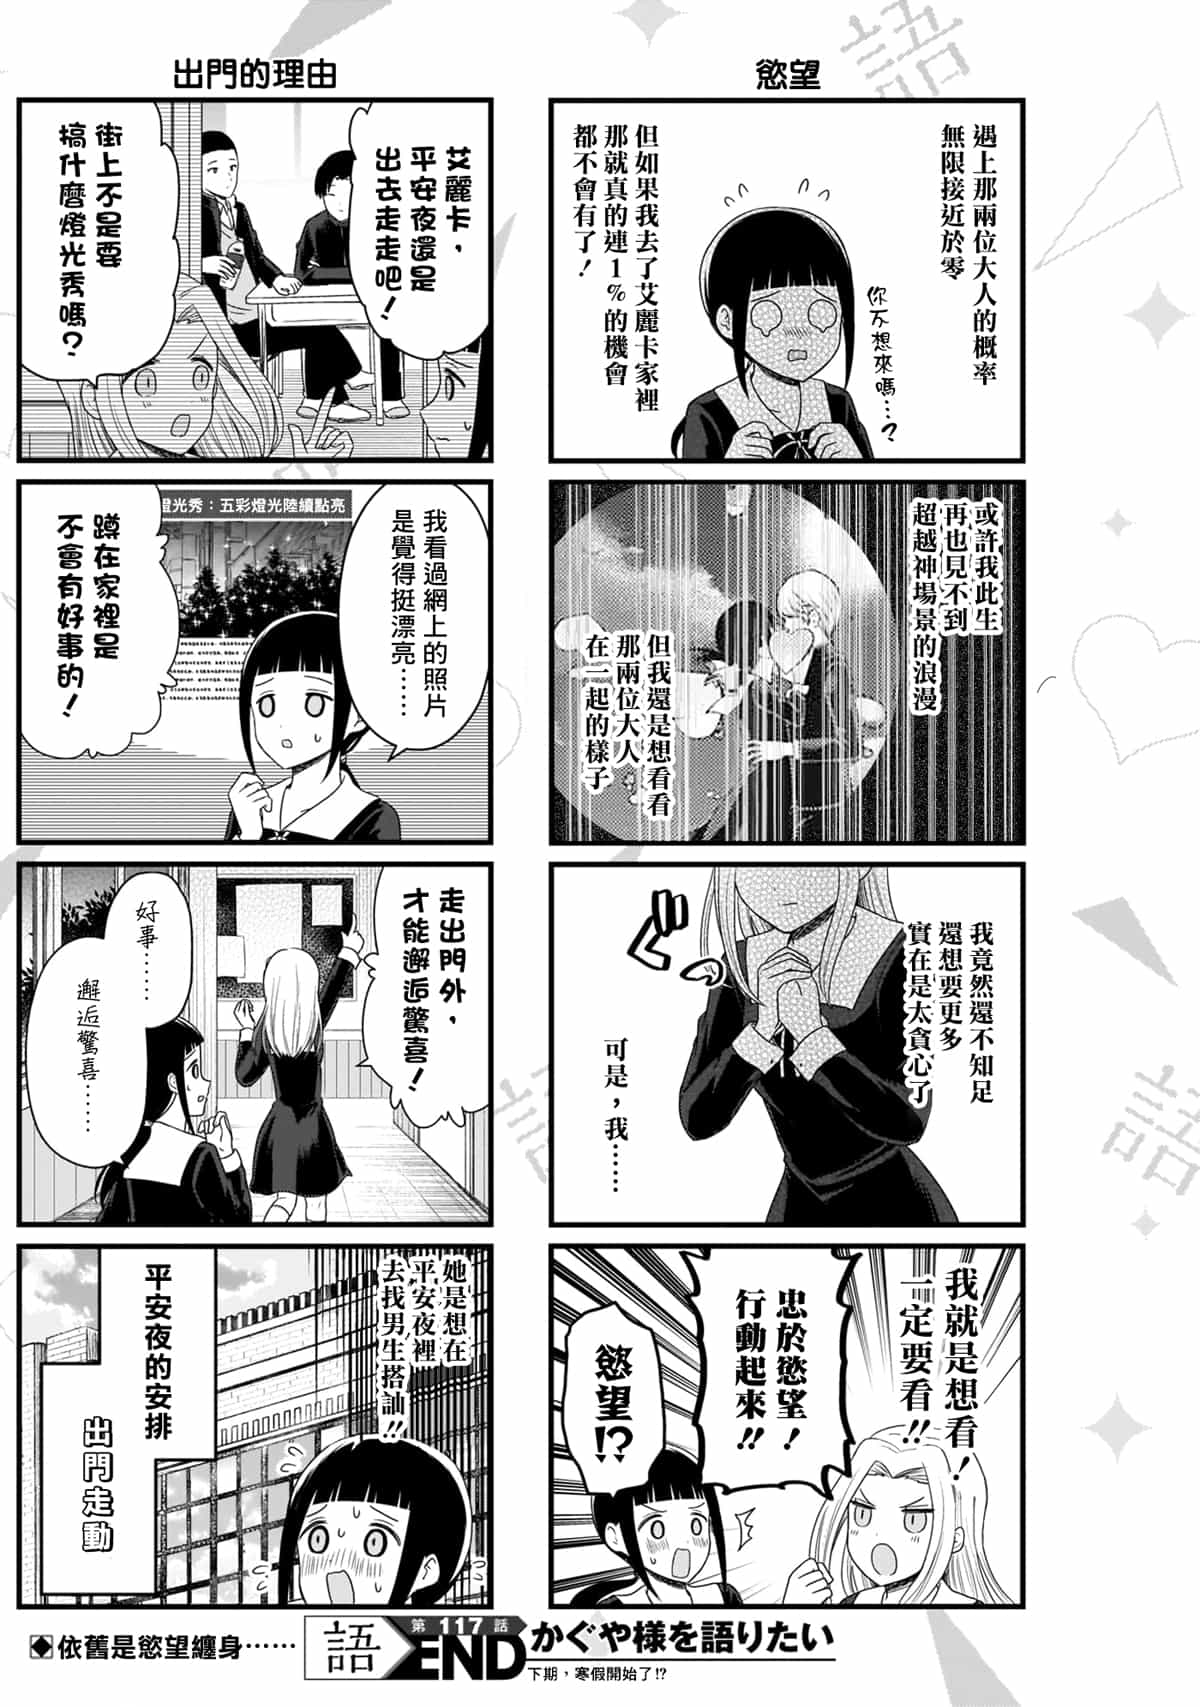 慾望
遇上那兩位大人的概率
無限接近於零
但如果我去了艾麗卡家裡
那就真的連1%的機會
都不會有了!
你不想來嗎……?
或許我此生
再也見不到
超越神場景的浪漫
但我還是想看看
那兩位大人
在一起的樣子
我竟然還不知足
還想要更多
實在是太貪心了
可是，我……
我就是想看!
一定要看!!
忠於慾望!
行動起來!!
慾望!?
出門的理由
艾麗卡，
平安夜還是
出去走走吧!
街上不是要
搞什麼燈光秀嗎?
燈光秀：五彩燈光陸續點亮
我看過網上的照片
是覺得挺漂亮……
蹲在家裡是
不會有好事的!
走出門外，
才能邂逅驚喜!
好事……
邂逅驚喜……
她是想在
平安夜裡
去找男生搭訕!!
平安夜的安排
出門走動
依舊是慾望纏身……
語
第117話
END
かぐや様を語りたい
下期，寒假開始了!?
語
語
語